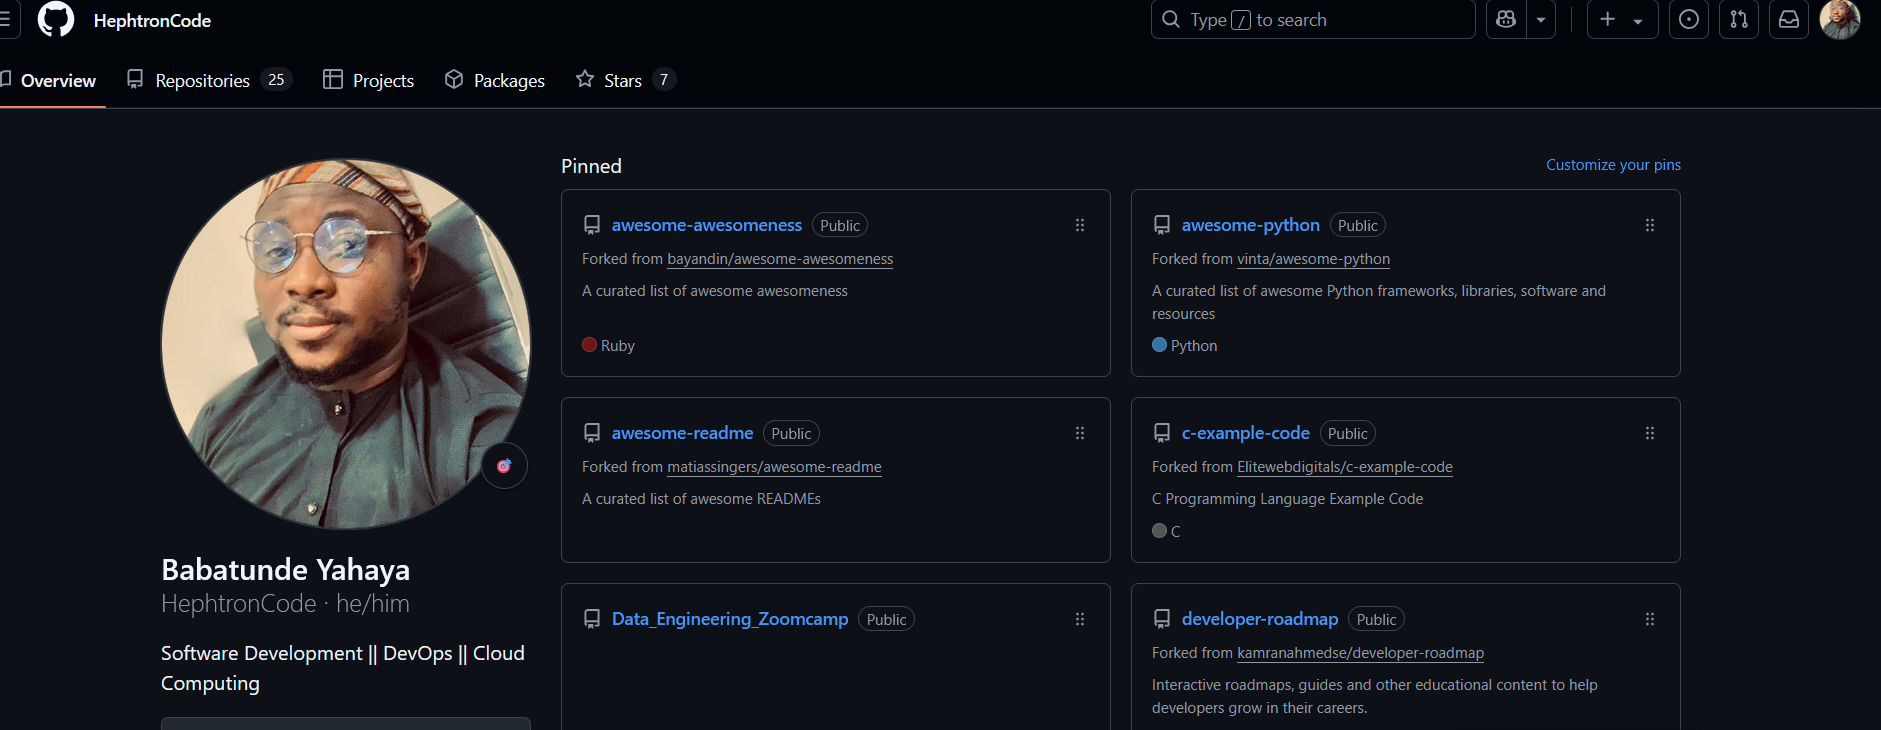 HephtronCode
Type / to search
Overview
Repositories 25
Projects
Packages
Stars 7
Pinned
Customize your pins
awesome-awesomeness Public
Forked from bayandin/awesome-awesomeness
A curated list of awesome awesomeness
Ruby
awesome-python Public
Forked from vinta/awesome-python
A curated list of awesome Python frameworks, libraries, software and
resources
Python
awesome-readme Public
Forked from matiassingers/awesome-readme
A curated list of awesome READMEs
c-example-code Public
Forked from Elitewebdigitals/c-example-code
C Programming Language Example Code
C
Data_Engineering_Zoomcamp Public
developer-roadmap Public
Forked from kamranahmedse/developer-roadmap
Interactive roadmaps, guides and other educational content to help
developers grow in their careers.
Babatunde Yahaya
HephtronCode · he/him
Software Development || DevOps || Cloud
Computing